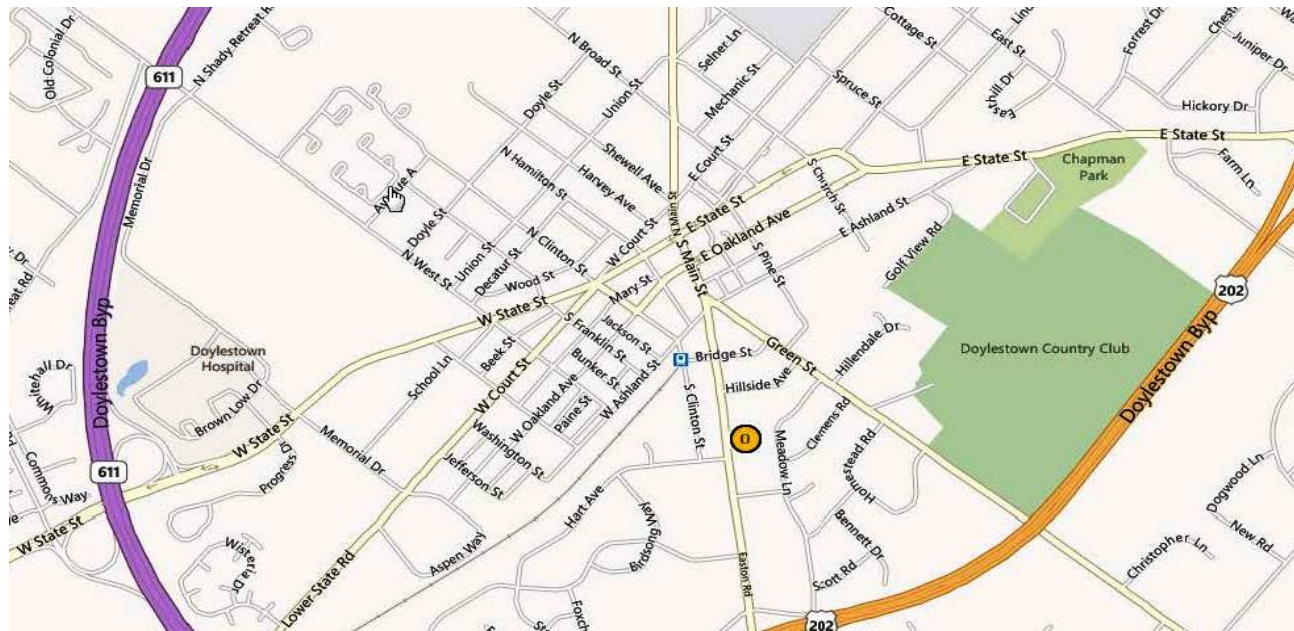 Old Colonial Dr
611
N Shady Retreat R
N Broad St
Selner Ln
Cottage St
East St
Forrest Dr
Juniper Dr
Doyle St
Union St
Mechanic St
Spruce St
Hickory Dr
E State St
Memorial Dr
Avenue A
N Hamilton St
Harvey Ave
Shewell Ave
E Court St
S Church St
E State St
Chapman
Park
Farm Ln
Doyle St
N West St
Union St
Decatur St
N Clinton St
W Court St
N Main St
E State St
E Oakland Ave
E Ashland St
Golf View Rd
Wood St
Mary St
S Main St
S Pine St
202
W State St
Doylestown Byp
Doylestown
Hospital
Whitehall Dr
School Ln
Beek St
S Franklin St
Jackson St
Bunker St
Bridge St
Green St
Hillendale Dr
Doylestown Country Club
Doylestown Byp
Brown Low Dr
W State St
W Court St
W Oakland Ave
Paine St
W Ashland St
S Clinton St
Hillside Ave
Clemens Rd
Meadow Ln
Homestead Rd
611
Commons Way
Progress Dr
Memorial Dr
Washington St
Jefferson St
Hart Ave
Birdsong Way
Bennett Dr
Dogwood Ln
New Rd
W State St
Wisteria Dr
Lower State Rd
Aspen Way
Easton Rd
Scott Rd
Christopher Ln
202